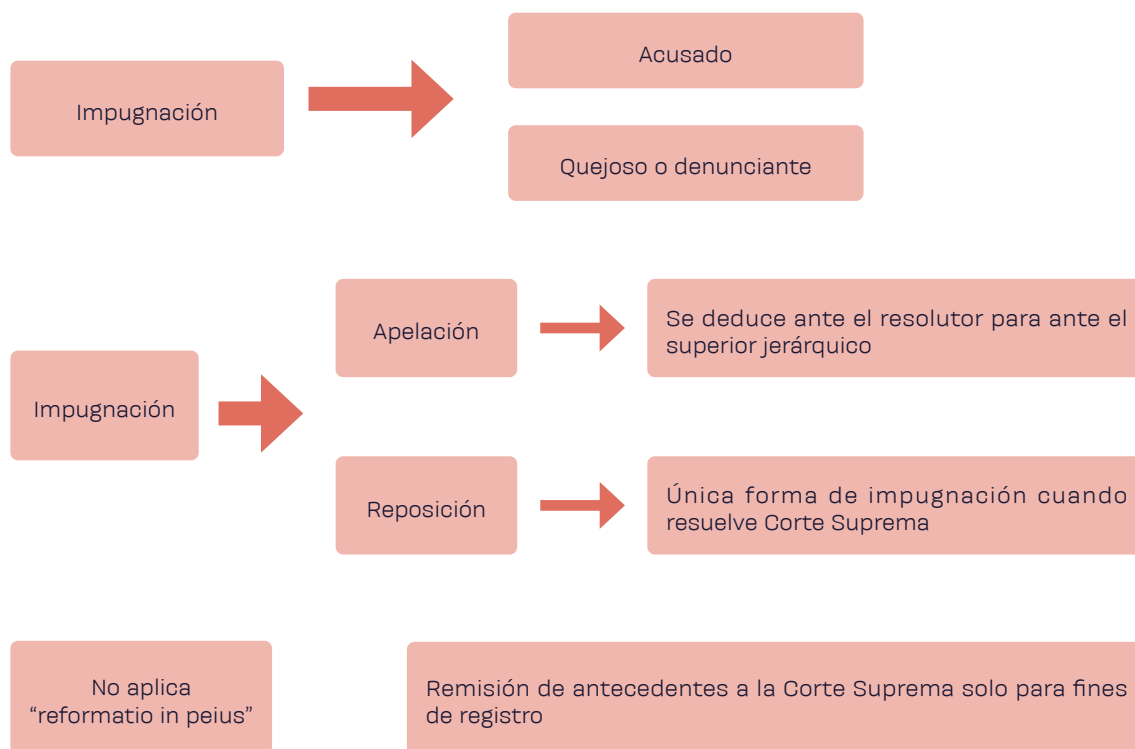 Impugnación
Acusado
Quejoso o denunciante
Impugnación
Apelación
Se deduce ante el resolutor para ante el
superior jerárquico
Reposición
Única forma de impugnación cuando
resuelve Corte Suprema
No aplica
“reformatio in peius”
Remisión de antecedentes a la Corte Suprema solo para fines
de registro